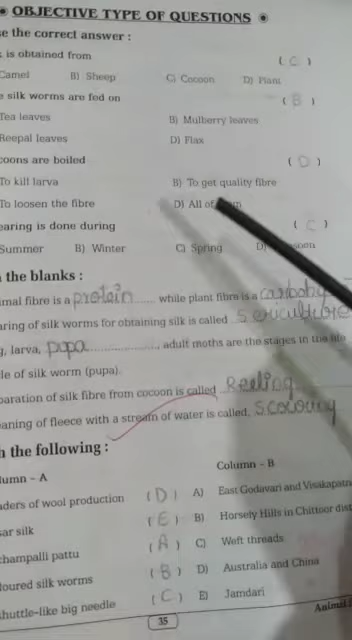 • OBJECTIVE TYPE OF QUESTIONS •
se the correct answer :
is obtained from ( C )
Camel B) Sheep C) Cocoon D) Plant
e silk worms are fed on ( B )
Tea leaves B) Mulberry leaves
Reepal leaves D) Flax
coons are boiled ( D )
To kill larva B) To get quality fibre
To loosen the fibre D) All of
earing is done during ( C )
Summer B) Winter C) Spring D) soon
the blanks :
imal fibre is a protein while plant fibre is a carbohy
aring of silk worms for obtaining silk is called Sericulture
g, larva, pupa, adult moths are the stages in the life
le of silk worm (pupa).
paration of silk fibre from cocoon is called Reeling
eaning of fleece with a stream of water is called, Scouring
h the following :
lumn - A Column - B
aders of wool production ( D ) A) East Godavari and Visakapatn
sar silk ( E ) B) Horsely Hills in Chittoor dist
champalli pattu ( A ) C) Weft threads
loured silk worms ( B ) D) Australia and China
shuttle-like big needle ( C ) E) Jamdari
35